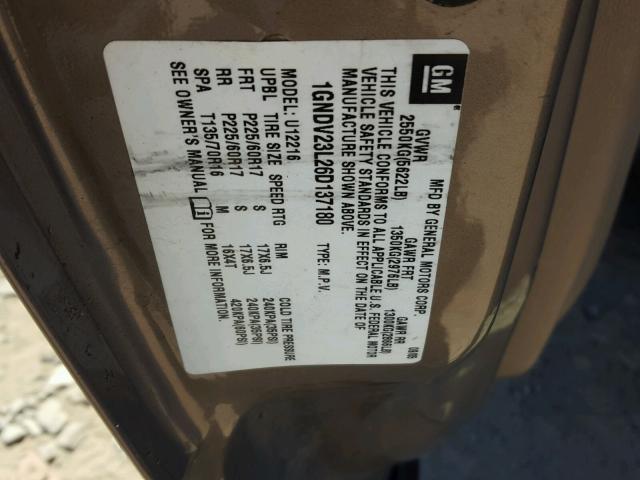 GM
MFD BY GENERAL MOTORS CORP.
GVWR GAWR FRT GAWR RR
2550KG(5622LB) 1350KG(2976LB) 1300KG(2866LB)
THIS VEHICLE CONFORMS TO ALL APPLICABLE U.S. FEDERAL MOTOR
VEHICLE SAFETY STANDARDS IN EFFECT ON THE DATE OF
MANUFACTURE SHOWN ABOVE.
1GNDV23L26D137180 TYPE: M.P.V.
MODEL: U12216
UPBL TIRE SIZE SPEED RTG RIM COLD TIRE PRESSURE
FRT P225/60R17 S 17X6.5J 240KPA(35PSI)
RR P225/60R17 S 17X6.5J 240KPA(35PSI)
SPA T135/70R16 M 16X4T 420KPA(60PSI)
SEE OWNER'S MANUAL i FOR MORE INFORMATION.